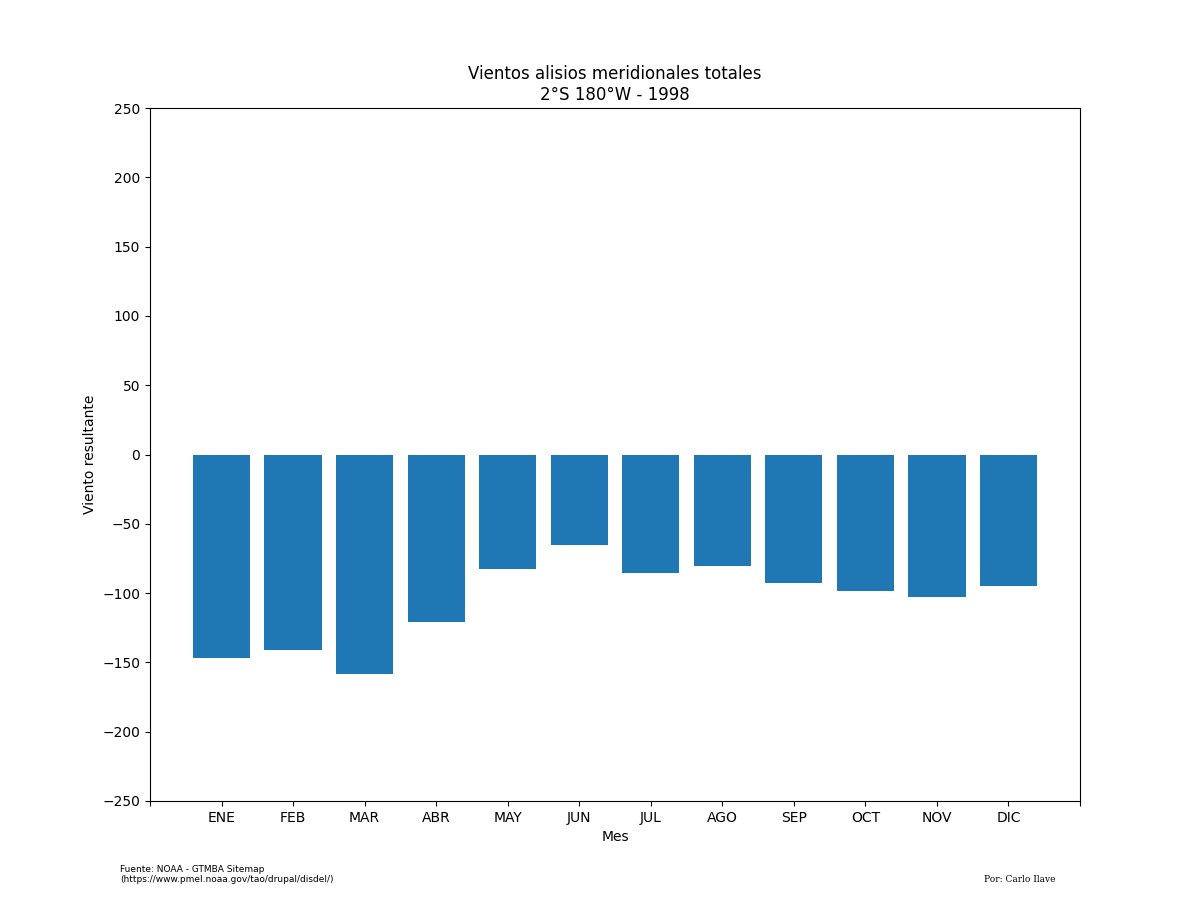 Vientos alisios meridionales totales
2°S 180°W - 1998
250
200
150
100
50
0
−50
−100
−150
−200
−250
Viento resultante
ENE FEB MAR ABR MAY JUN JUL AGO SEP OCT NOV DIC
Mes
Fuente: NOAA - GTMBA Sitemap
(https://www.pmel.noaa.gov/tao/drupal/disdel/)
Por: Carlo Ilave